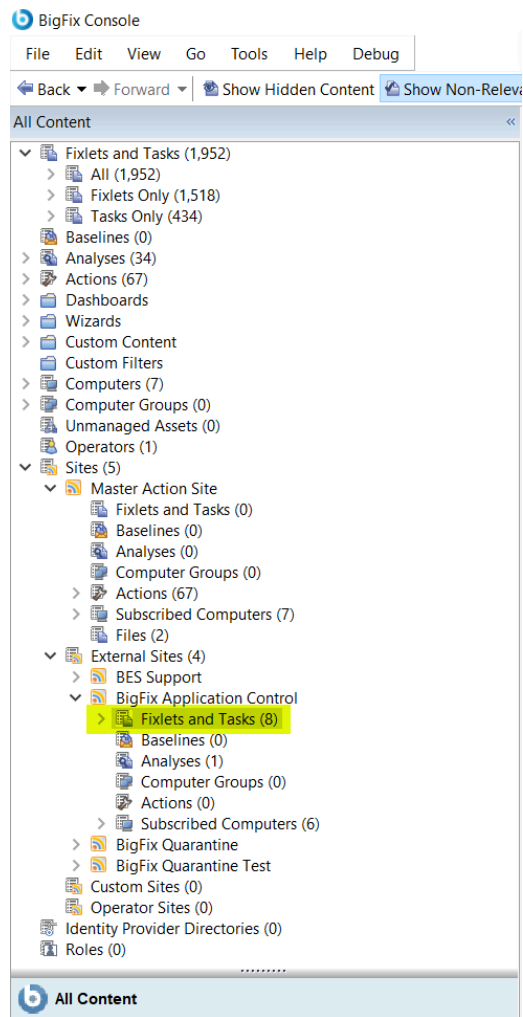 BigFix Console
File Edit View Go Tools Help Debug
Back Forward Show Hidden Content Show Non-Releva
All Content «
Fixlets and Tasks (1,952)
All (1,952)
Fixlets Only (1,518)
Tasks Only (434)
Baselines (0)
Analyses (34)
Actions (67)
Dashboards
Wizards
Custom Content
Custom Filters
Computers (7)
Computer Groups (0)
Unmanaged Assets (0)
Operators (1)
Sites (5)
Master Action Site
Fixlets and Tasks (0)
Baselines (0)
Analyses (0)
Computer Groups (0)
Actions (67)
Subscribed Computers (7)
Files (2)
External Sites (4)
BES Support
BigFix Application Control
Fixlets and Tasks (8)
Baselines (0)
Analyses (1)
Computer Groups (0)
Actions (0)
Subscribed Computers (6)
BigFix Quarantine
BigFix Quarantine Test
Custom Sites (0)
Operator Sites (0)
Identity Provider Directories (0)
Roles (0)
All Content